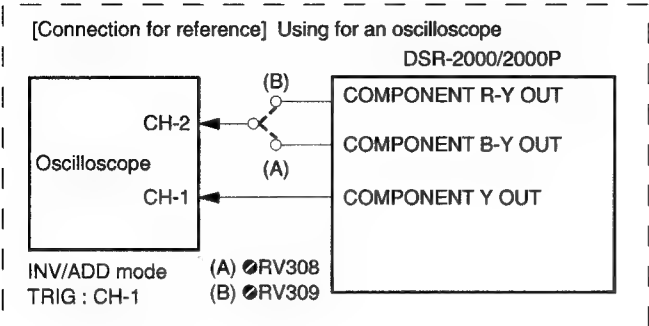 [Connection for reference] Using for an oscilloscope
DSR-2000/2000P
(B)
COMPONENT R-Y OUT
CH-2
COMPONENT B-Y OUT
Oscilloscope
(A)
CH-1
COMPONENT Y OUT
INV/ADD mode
(A) RV308
TRIG : CH-1
(B) RV309